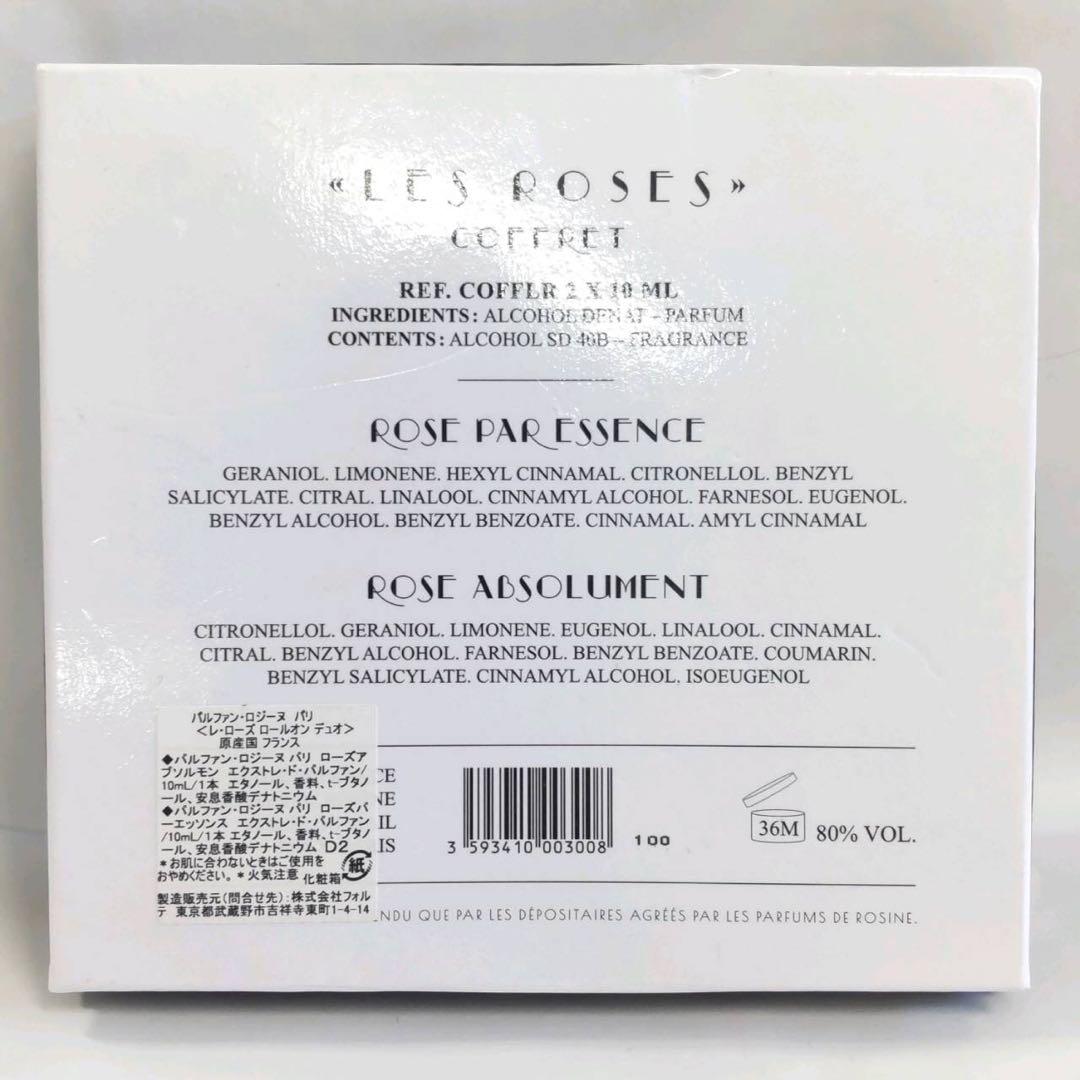 « LES ROSES »
COFFRET
REF. COFFLR 2 X 10 ML
INGREDIENTS : ALCOHOL DENAT - PARFUM
CONTENTS : ALCOHOL SD 40B – FRAGRANCE
ROSE PAR ESSENCE
GERANIOL. LIMONENE. HEXYL CINNAMAL. CITRONELLOL. BENZYL
SALICYLATE. CITRAL. LINALOOL. CINNAMYL ALCOHOL. FARNESOL. EUGENOL.
BENZYL ALCOHOL. BENZYL BENZOATE. CINNAMAL. AMYL CINNAMAL
ROSE ABSOLUMENT
CITRONELLOL. GERANIOL. LIMONENE. EUGENOL. LINALOOL. CINNAMAL.
CITRAL. BENZYL ALCOHOL. FARNESOL. BENZYL BENZOATE. COUMARIN.
BENZYL SALICYLATE. CINNAMYL ALCOHOL. ISOEUGENOL
パルファン・ロジーヌ パリ
＜レ・ローズ ロールオン デュオ＞
原産国 フランス
◆パルファン・ロジーヌ パリ ローズア
ブソルモン エクストレ・ド・パルファン/
10mL/1本 エタノール、香料、t-ブタノ
ール、安息香酸デナトニウム
◆パルファン・ロジーヌ パリ ローズパ
ーエッソンス エクストレ・ド・パルファン
/10mL/1本 エタノール、香料、t-ブタノ
ール、安息香酸デナトニウム D2
*お肌に合わないときはご使用を
おやめください。*火気注意 化粧箱 紙
製造販売元(問合せ先):株式会社フォル
テ 東京都武蔵野市吉祥寺東町1-4-14
CE
NE
IL
IS
3 593410 003008 100
36M 80% VOL.
ENDU QUE PAR LES DÉPOSITAIRES AGRÉÉS PAR LES PARFUMS DE ROSINE.